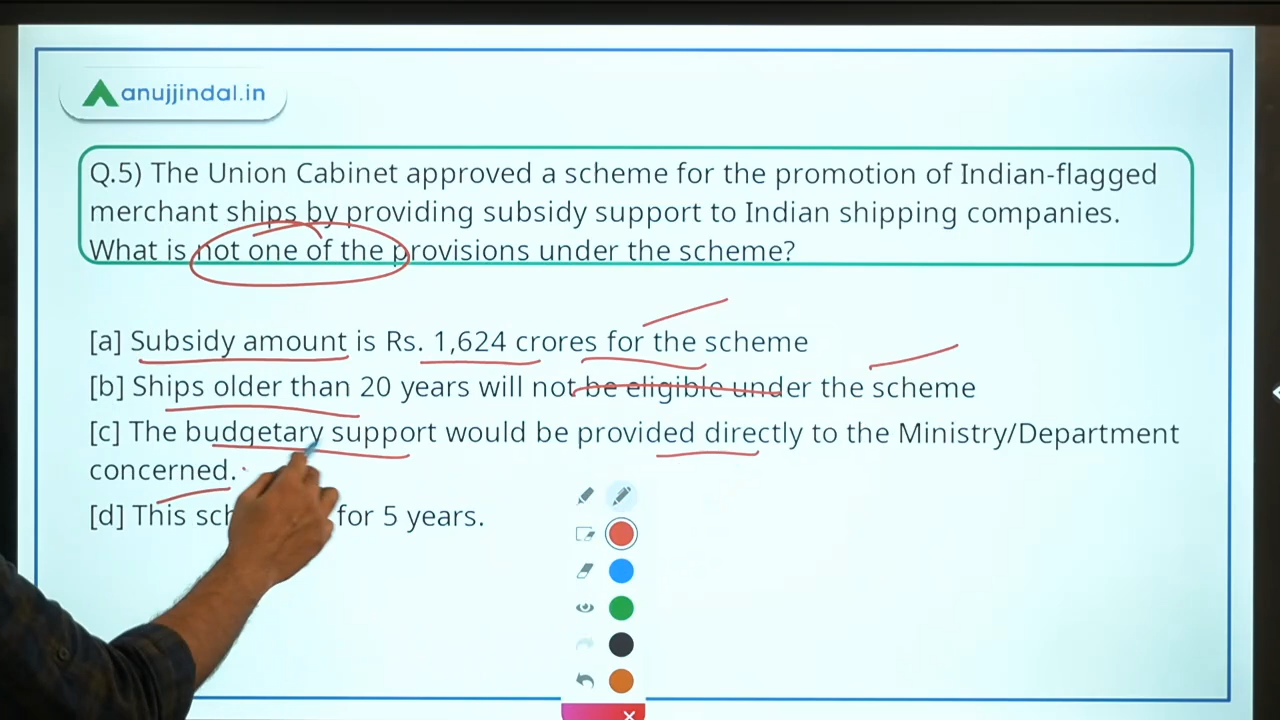 anujjindal.in
Q.5) The Union Cabinet approved a scheme for the promotion of Indian-flagged
merchant ships by providing subsidy support to Indian shipping companies.
What is not one of the provisions under the scheme?
[a] Subsidy amount is Rs. 1,624 crores for the scheme
[b] Ships older than 20 years will not be eligible under the scheme
[c] The budgetary support would be provided directly to the Ministry/Department
concerned.
[d] This for 5 years.